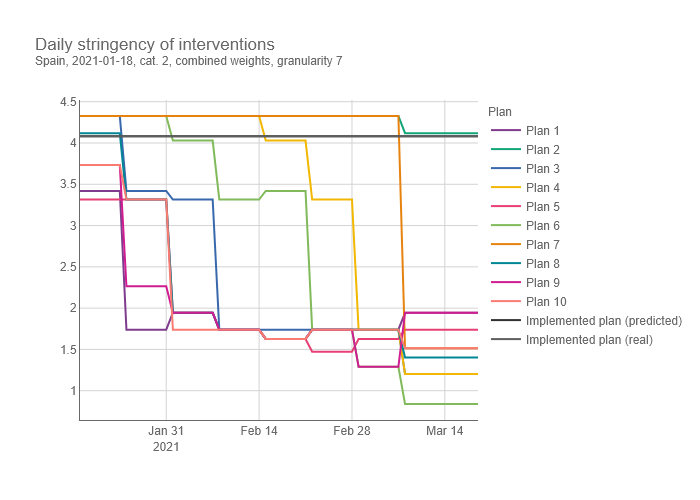 Daily stringency of interventions
Spain, 2021-01-18, cat. 2, combined weights, granularity 7
4.5
4
3.5
3
2.5
2
1.5
1
Jan 31
2021
Feb 14
Feb 28
Mar 14
Plan
Plan 1
Plan 2
Plan 3
Plan 4
Plan 5
Plan 6
Plan 7
Plan 8
Plan 9
Plan 10
Implemented plan (predicted)
Implemented plan (real)